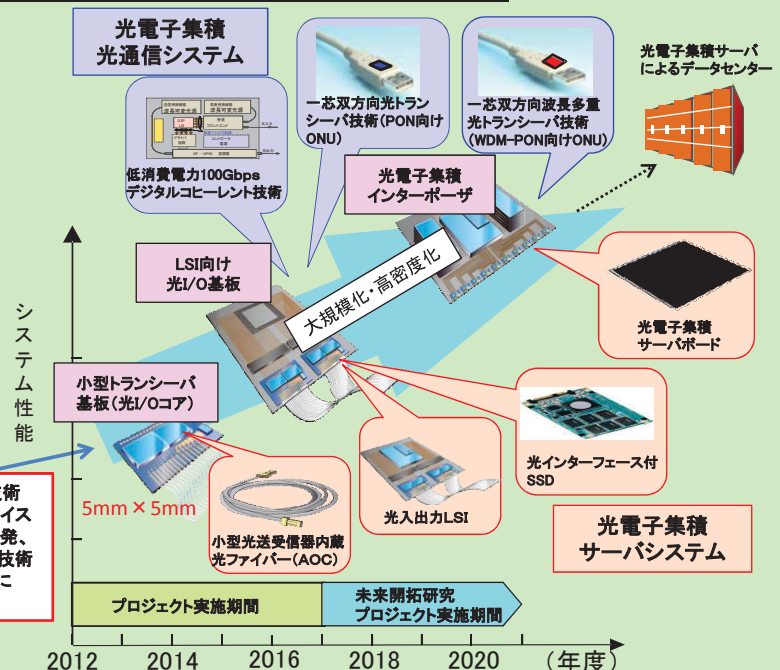 光電子集積
光通信システム
一芯双方向光トラン
シーバ技術(PON向け
ONU)
一芯双方向波長多重
光トランシーバ技術
(WDM-PON向けONU)
光電子集積サーバ
によるデータセンター
低消費電力100Gbps
デジタルコヒーレント技術
光電子集積
インターポーザ
LSI向け
光I/O基板
大規模化・高密度化
光電子集積
サーバボード
システム性能
小型トランシーバ
基板(光I/Oコア)
5mm×5mm
小型光送受信器内蔵
光ファイバー(AOC)
光入出力LSI
光インターフェース付
SSD
光電子集積
サーバシステム
技術
イス
発、
技術
に
プロジェクト実施期間
未来開拓研究
プロジェクト実施期間
2012
2014
2016
2018
2020
(年度)